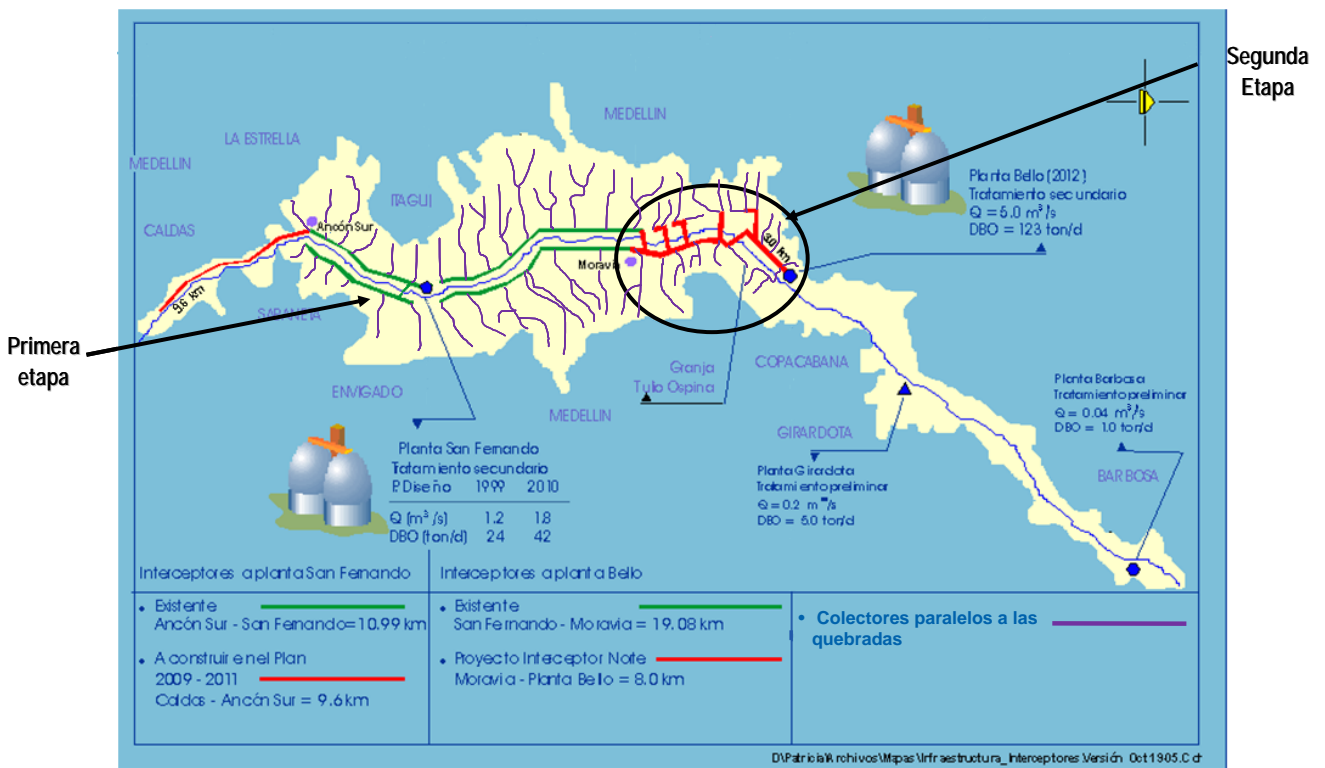 Segunda
Etapa
MEDELLIN
LA ESTRELLA
MEDELLIN
ITAGUI
Planta Bello (2012)
Tratamiento secundario
Q = 5.0 m³/s
DBO = 123 ton/d
CALDAS
Ancón Sur
3.0 km
Moravia
9.6 km
SABANETA
Primera
etapa
Granja
Tulio Ospina
COPACABANA
ENVIGADO
MEDELLIN
Planta Barbosa
Tratamiento preliminar
Q = 0.04 m³/s
DBO = 1.0 ton/d
GIRARDOTA
BARBOSA
Planta San Fernando
Tratamiento secundario
P.Diseño 1999 2010
Q (m³/s) 1.2 1.8
DBO (ton/d) 24 42
Planta Girardota
Tratamiento preliminar
Q = 0.2 m³/s
DBO = 5.0 ton/d
Interceptores a planta San Fernando
Interceptores a planta Bello
• Existente
Ancón Sur - San Fernando = 10.99 km
• A construir en el Plan
2009 - 2011
Caldas - Ancón Sur = 9.6 km
• Existente
San Fernando - Moravia = 19.08 km
• Proyecto Interceptor Norte
Moravia - Planta Bello = 8.0 km
• Colectores paralelos a las
quebradas
D\Patricia\Archivos\Mapas\Infraestructura_Interceptores Versión Oct1905.Cdr